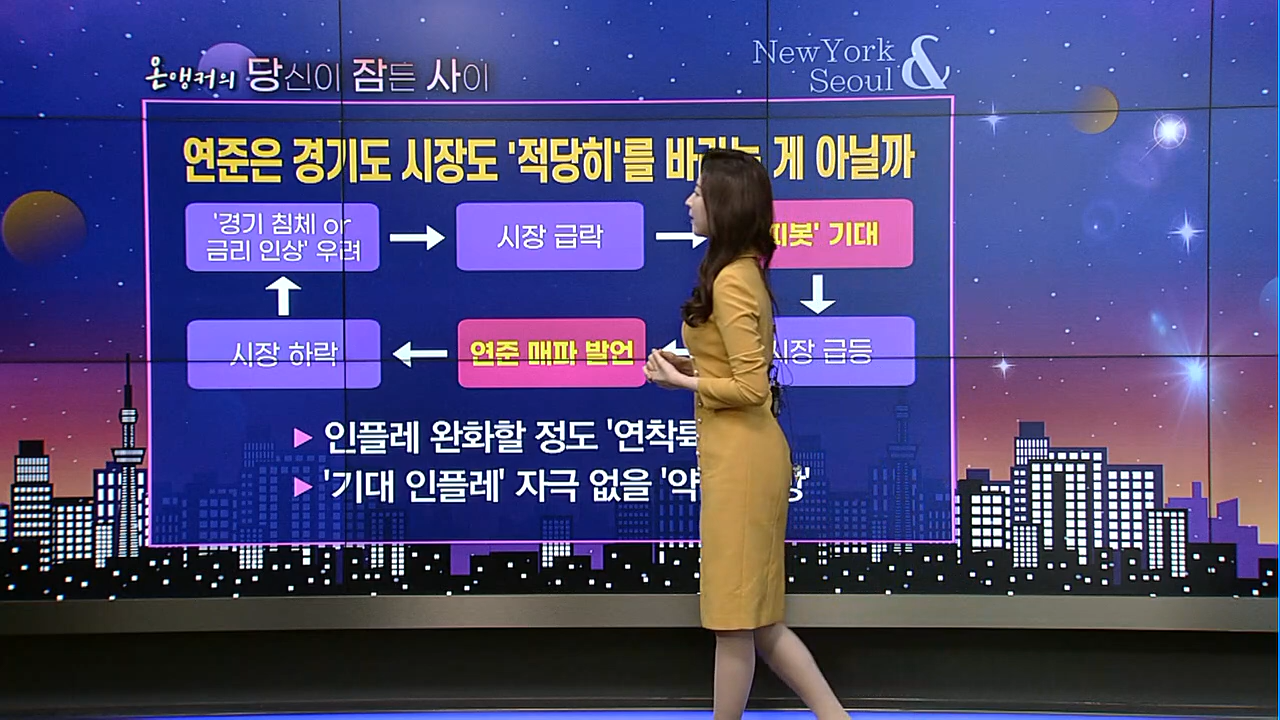 온앵커의 당신이 잠든 사이
NewYork & Seoul
연준은 경기도 시장도 '적당히'를 게 아닐까
'경기 침체 or
금리 인상' 우려
시장 급락
기대
시장 하락
연준 매파 발언
급등
▶ 인플레 완화할 정도
▶ '기대 인플레' 자극 없을